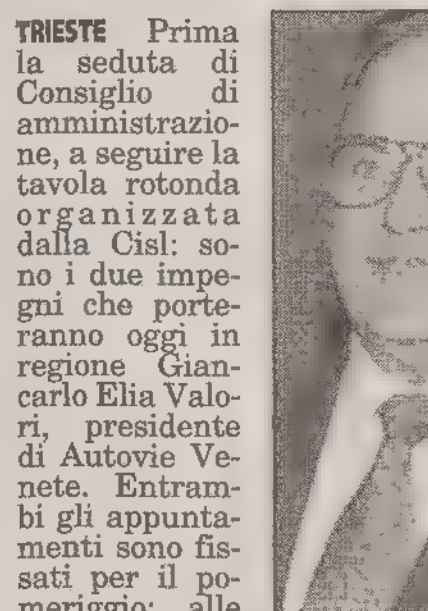 TRIESTE Prima
la seduta di
Consiglio di
amministrazio-
ne, a seguire la
tavola rotonda
organizzata
dalla Cisl: so-
no i due impe-
gni che porte-
ranno oggi in
regione Gian-
carlo Elia Valo-
ri, presidente
di Autovie Ve-
nete. Entram-
bi gli appunta-
menti sono fis-
sati per il po-
meriggio: alle